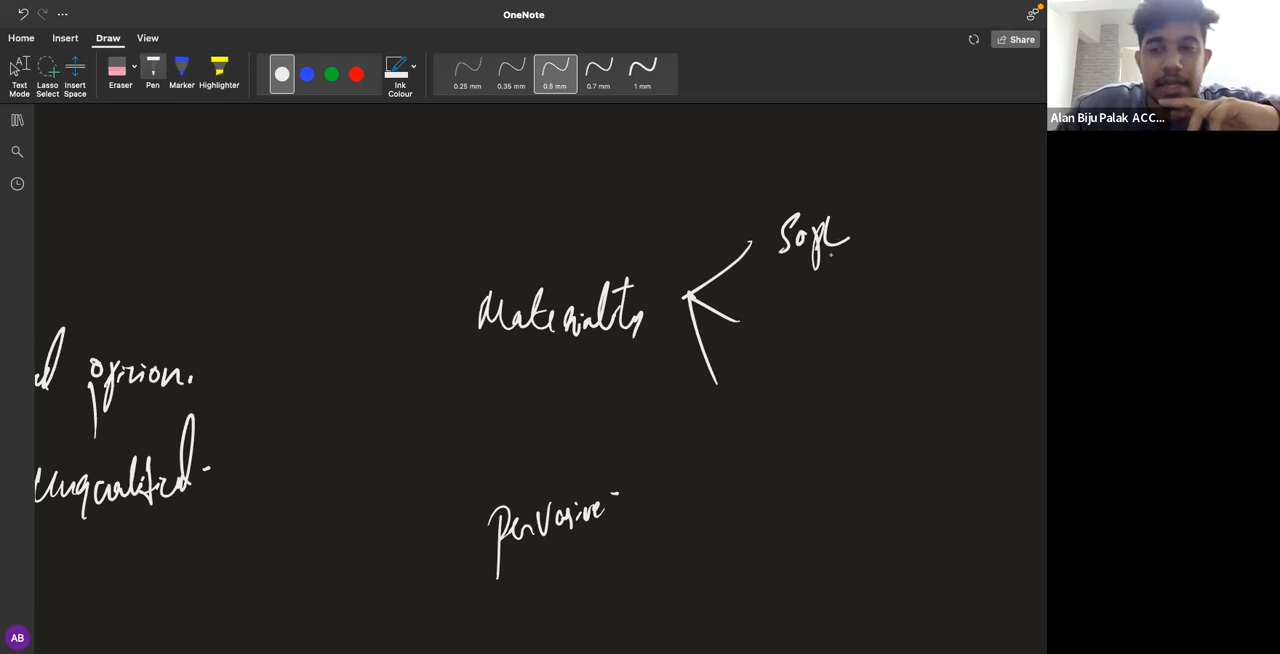 OneNote
Home Insert Draw View
Share
Text Mode
Lasso Select
Insert Space
Eraser
Pen
Marker
Highlighter
Ink Colour
0.25 mm
0.35 mm
0.5 mm
0.7 mm
1 mm
Alan Biju Palak ACC...
SOPL
Materiality
opinion.
unqualified
pervasive
AB